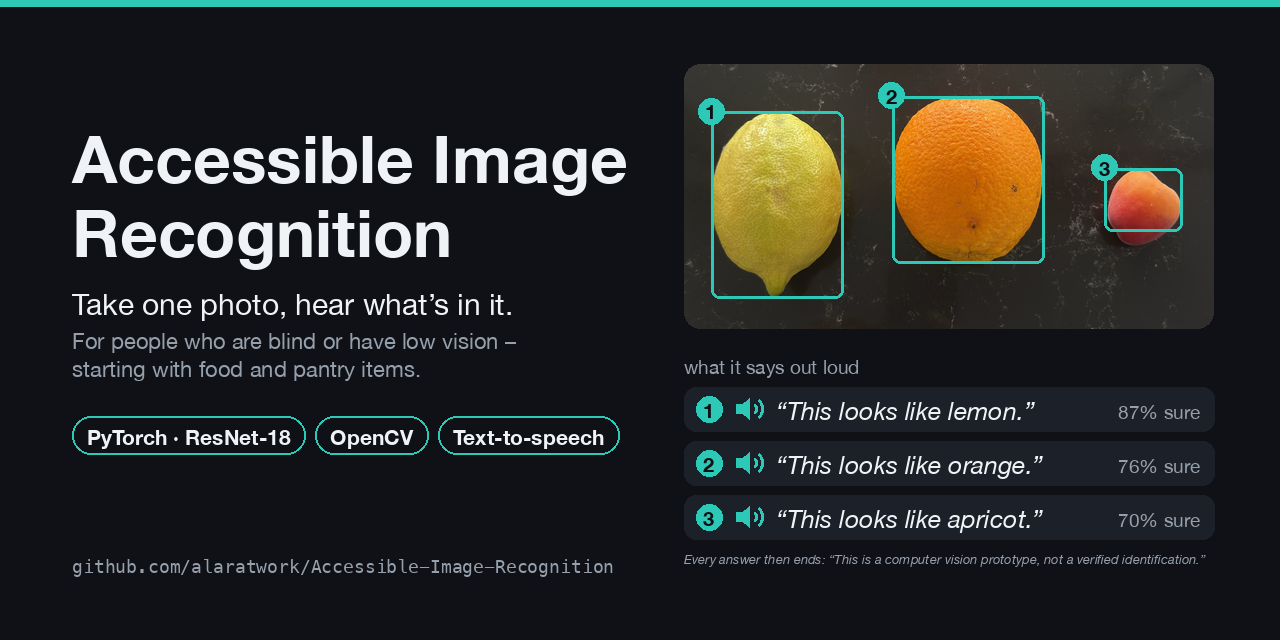 Accessible Image
Recognition
Take one photo, hear what’s in it.
For people who are blind or have low vision –
starting with food and pantry items.
PyTorch · ResNet-18
OpenCV
Text-to-speech
github.com/alaratwork/Accessible–Image–Recognition
1
2
3
what it says out loud
1 “This looks like lemon.” 87% sure
2 “This looks like orange.” 76% sure
3 “This looks like apricot.” 70% sure
Every answer then ends: “This is a computer vision prototype, not a verified identification.”